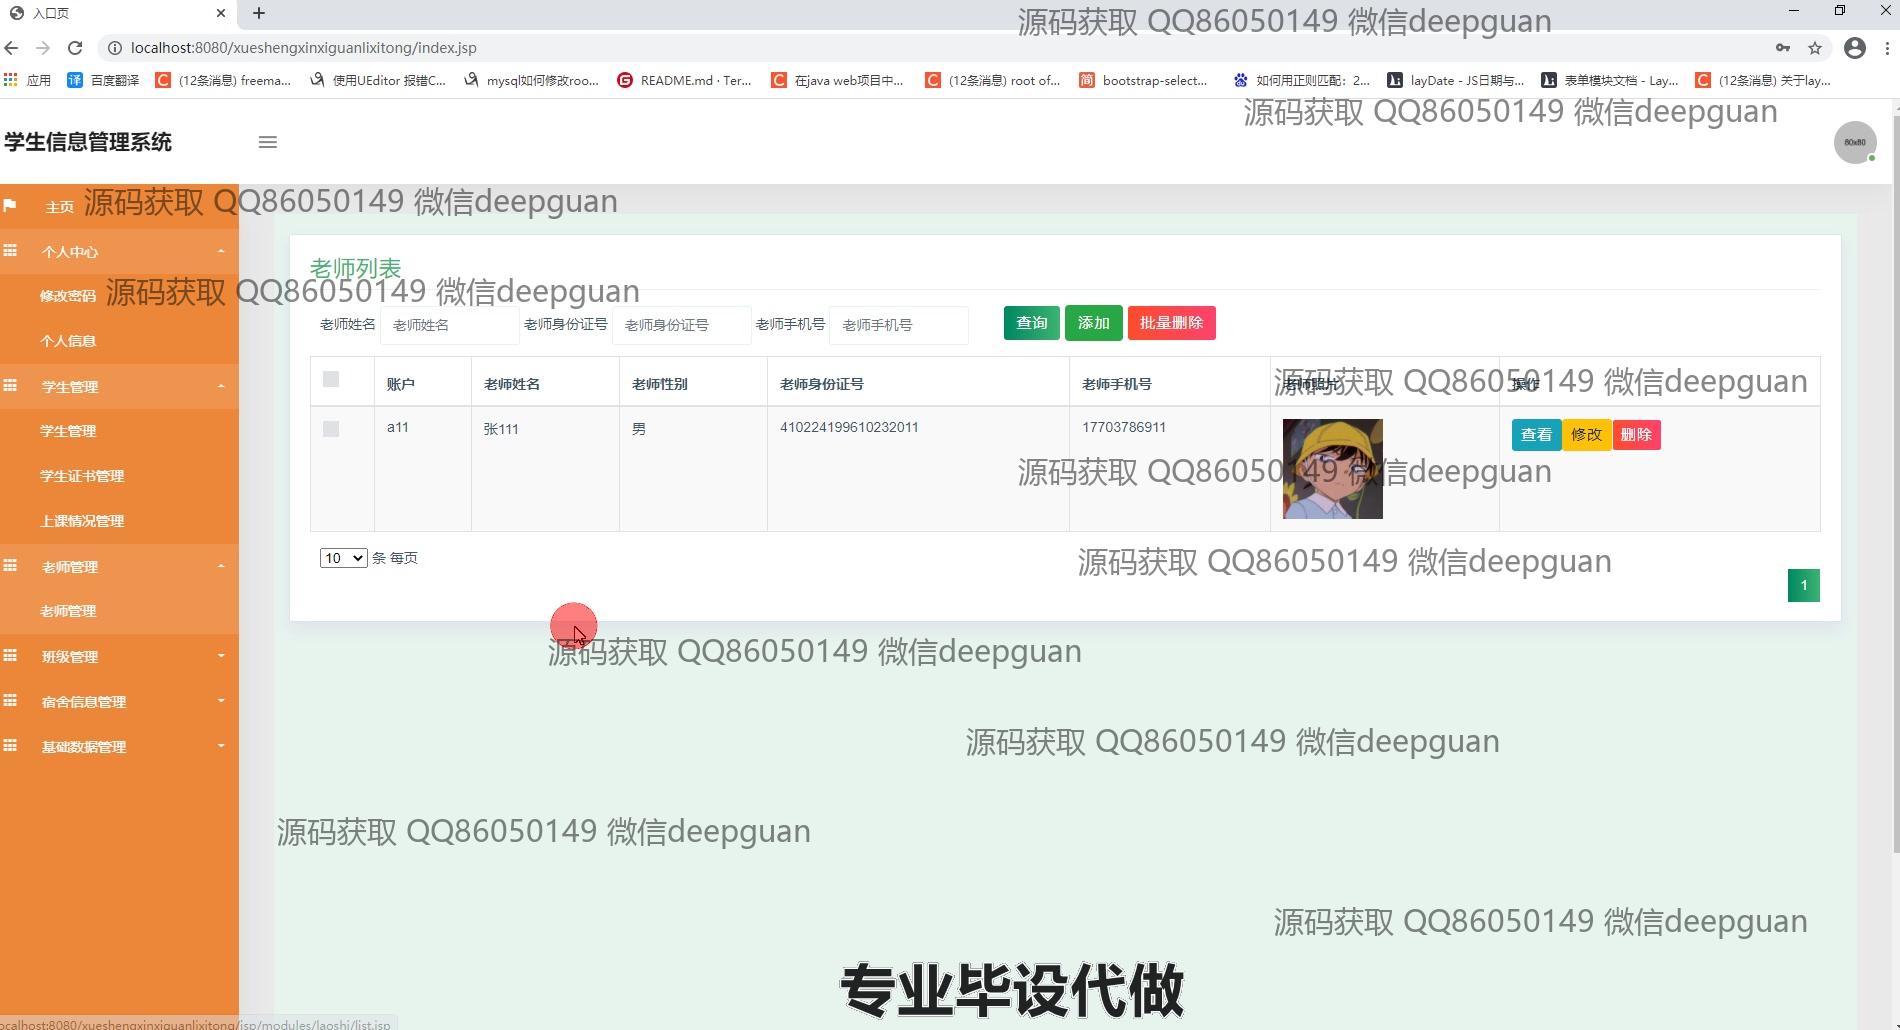 入口页
源码获取 QQ86050149 微信deepguan
localhost:8080/xueshengxinxiguanlixitong/index.jsp
应用 百度翻译 (12条消息) freema... 使用UEditor 报错C... mysql如何修改roo... README.md · Ter... 在java web项目中... (12条消息) root of... bootstrap-select... 如何用正则匹配：2... layDate - JS日期与... 表单模块文档 - Lay... (12条消息) 关于lay...
源码获取 QQ86050149 微信deepguan
学生信息管理系统
80x80
主页
源码获取 QQ86050149 微信deepguan
个人中心
老师列表
修改密码
源码获取 QQ86050149 微信deepguan
老师姓名 老师姓名 老师身份证号 老师身份证号 老师手机号 老师手机号 查询 添加 批量删除
个人信息
学生管理
账户 老师姓名 老师性别 老师身份证号 老师手机号 老师照片 操作
源码获取 QQ86050149 微信deepguan
学生管理
a11 张111 男 410224199610232011 17703786911 查看 修改 删除
学生证书管理
源码获取 QQ86050149 微信deepguan
上课情况管理
老师管理
10 条 每页
源码获取 QQ86050149 微信deepguan
1
老师管理
班级管理
源码获取 QQ86050149 微信deepguan
宿舍信息管理
基础数据管理
源码获取 QQ86050149 微信deepguan
源码获取 QQ86050149 微信deepguan
源码获取 QQ86050149 微信deepguan
专业毕设代做
ocalhost:8080/xueshengxinxiguanlixitong/jsp/modules/laoshi/list.jsp